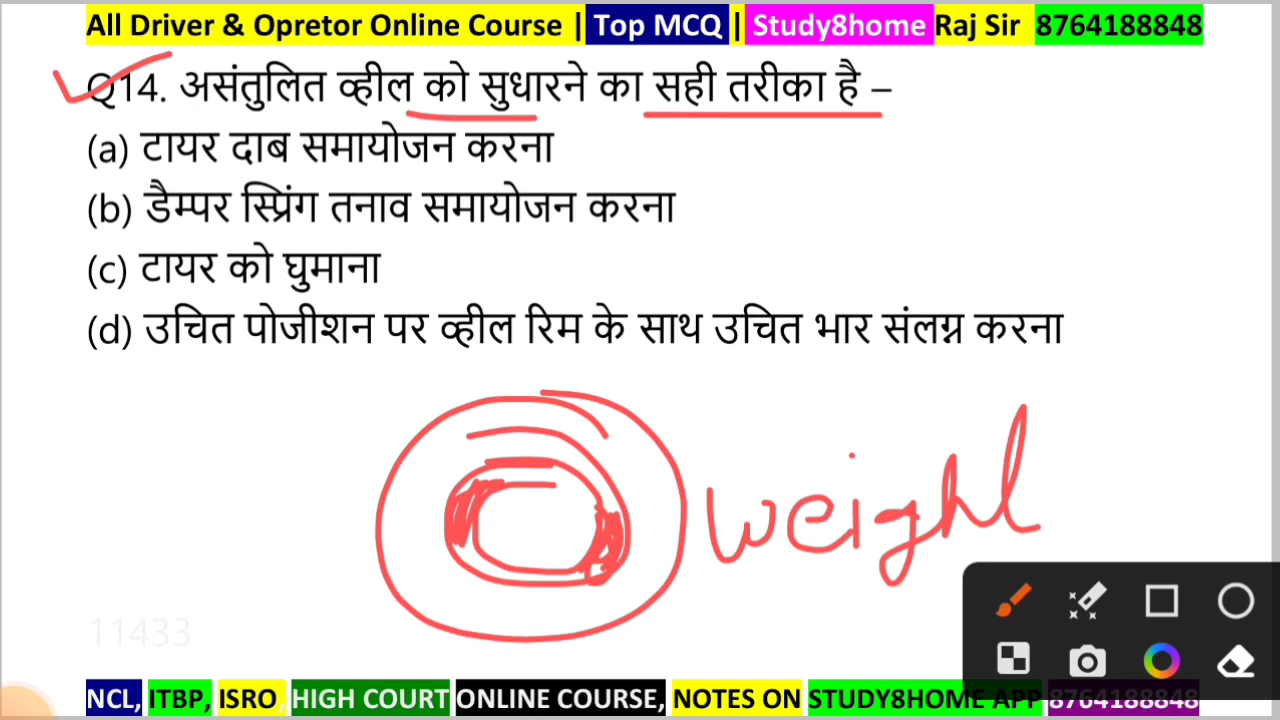 All Driver & Opretor Online Course | Top MCQ | Study8home Raj Sir 8764188848
Q14. असंतुलित व्हील को सुधारने का सही तरीका है –
(a) टायर दाब समायोजन करना
(b) डैम्पर स्प्रिंग तनाव समायोजन करना
(c) टायर को घुमाना
(d) उचित पोजीशन पर व्हील रिम के साथ उचित भार संलग्न करना
weight
11433
NCL, ITBP, ISRO, HIGH COURT ONLINE COURSE, NOTES ON STUDY8HOME APP 8764188848